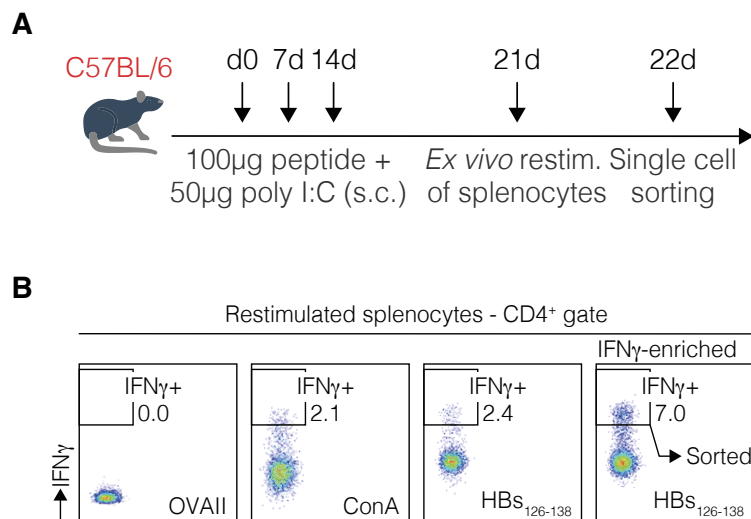 A
C57BL/6
d0 7d 14d 21d 22d
100µg peptide + Ex vivo restim. Single cell
50µg poly I:C (s.c.) of splenocytes sorting
B
Restimulated splenocytes - CD4+ gate
IFNγ-enriched
IFNγ+ IFNγ+ IFNγ+ IFNγ+
0.0 2.1 2.4 7.0
IFNγ
Sorted
OVAII ConA HBs126-138 HBs126-138